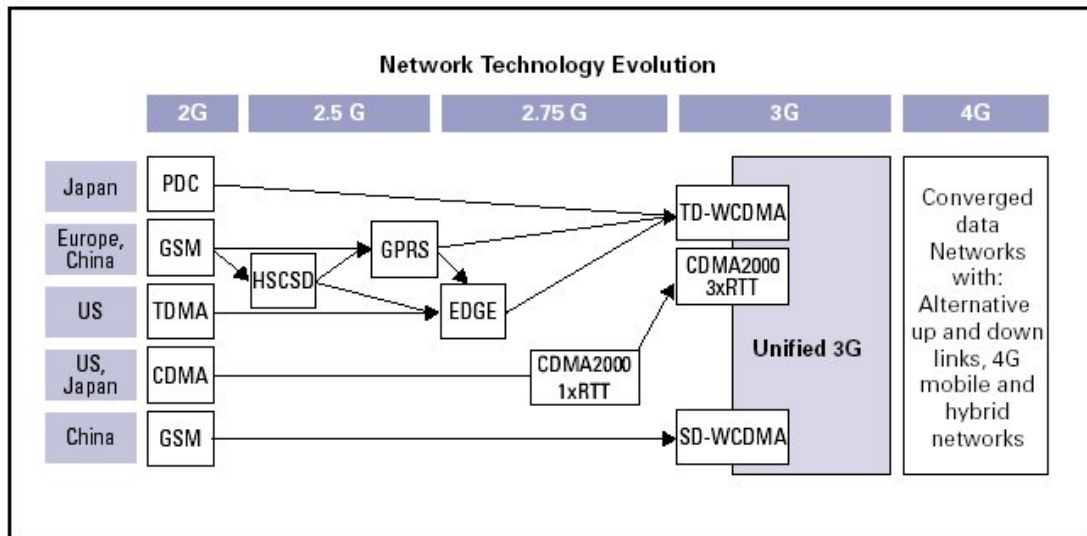 Network Technology Evolution
2G
2.5 G
2.75 G
3G
4G
Japan
PDC
TD-WCDMA
Europe,
China
GSM
GPRS
HSCSD
CDMA2000
3xRTT
US
TDMA
EDGE
US,
Japan
CDMA
CDMA2000
1xRTT
Unified 3G
China
GSM
SD-WCDMA
Converged
data
Networks
with:
Alternative
up and down
links, 4G
mobile and
hybrid
networks